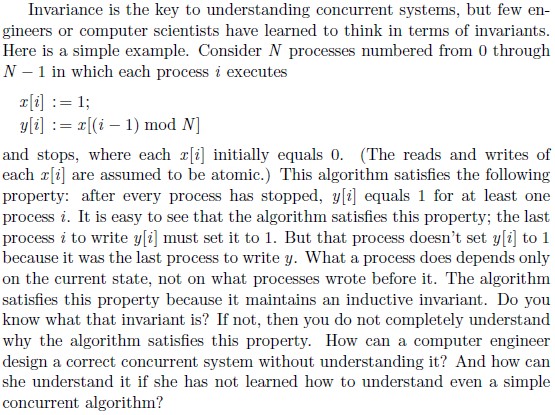 Invariance is the key to understanding concurrent systems, but few en-
gineers or computer scientists have learned to think in terms of invariants.
Here is a simple example. Consider N processes numbered from 0 through
N − 1 in which each process i executes
x[i] := 1;
y[i] := x[(i − 1) mod N]
and stops, where each x[i] initially equals 0. (The reads and writes of
each x[i] are assumed to be atomic.) This algorithm satisfies the following
property: after every process has stopped, y[i] equals 1 for at least one
process i. It is easy to see that the algorithm satisfies this property; the last
process i to write y[i] must set it to 1. But that process doesn't set y[i] to 1
because it was the last process to write y. What a process does depends only
on the current state, not on what processes wrote before it. The algorithm
satisfies this property because it maintains an inductive invariant. Do you
know what that invariant is? If not, then you do not completely understand
why the algorithm satisfies this property. How can a computer engineer
design a correct concurrent system without understanding it? And how can
she understand it if she has not learned how to understand even a simple
concurrent algorithm?